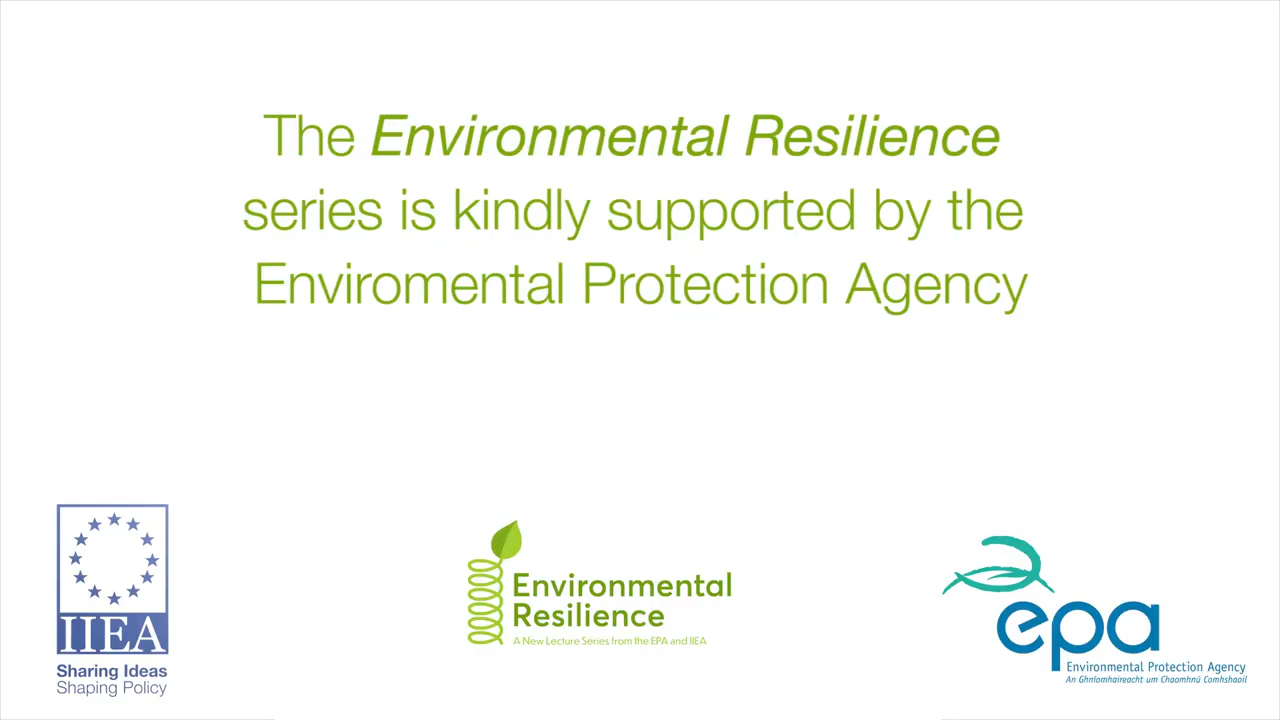 The Environmental Resilience
series is kindly supported by the
Enviromental Protection Agency
IIEA
Sharing Ideas
Shaping Policy
Environmental
Resilience
A New Lecture Series from the EPA and IIEA
epa
Environmental Protection Agency
An Ghníomhaireacht um Chaomhnú Comhshaoil